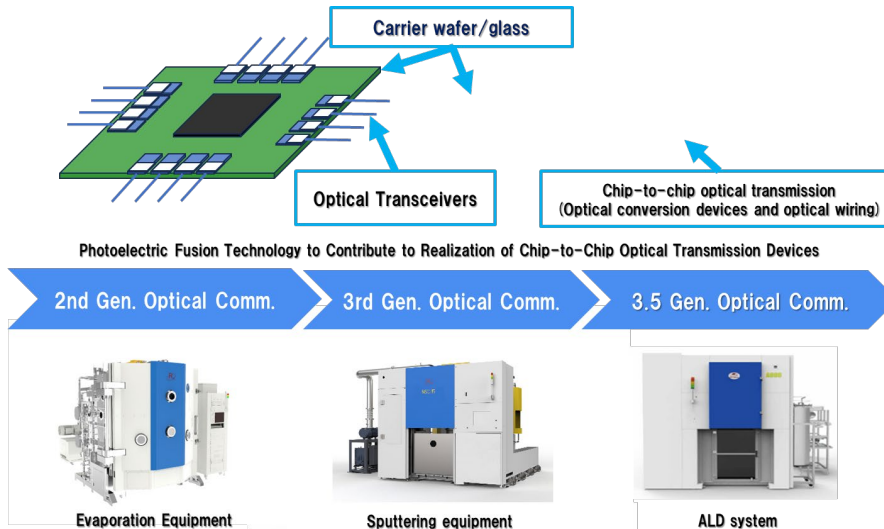 Carrier wafer/glass
Optical Transceivers
Chip-to-chip optical transmission
(Optical conversion devices and optical wiring)
Photoelectric Fusion Technology to Contribute to Realization of Chip-to-Chip Optical Transmission Devices
2nd Gen. Optical Comm.
3rd Gen. Optical Comm.
3.5 Gen. Optical Comm.
Evaporation Equipment
Sputtering equipment
ALD system